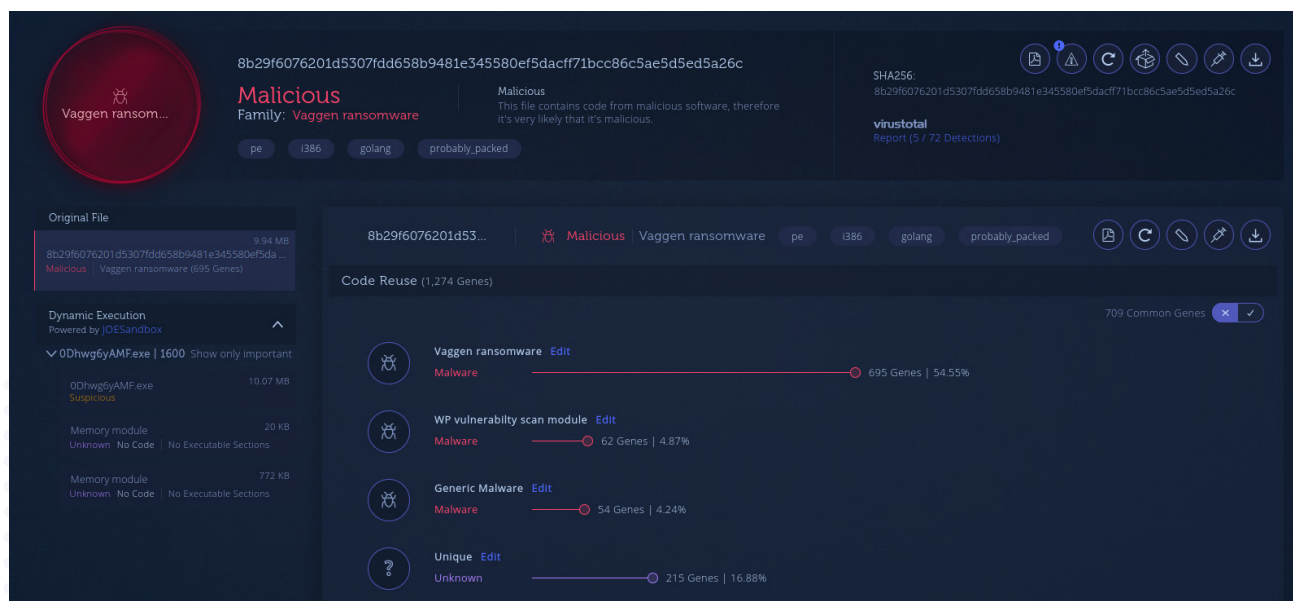 Vaggen ransom...
8b29f6076201d5307fdd658b9481e345580ef5dacff71bcc86c5ae5d5ed5a26c
Malicious
Family: Vaggen ransomware
Malicious
This file contains code from malicious software, therefore
it's very likely that it's malicious.
pe i386 golang probably_packed
SHA256:
8b29f6076201d5307fdd658b9481e345580ef5dacff71bcc86c5ae5d5ed5a26c
virustotal
Report (5 / 72 Detections)
Original File
9.94 MB
8b29f6076201d5307fdd658b9481e345580ef5da ...
Malicious | Vaggen ransomware (695 Genes)
Dynamic Execution
Powered by JOESandbox
0Dhwg6yAMF.exe | 1600 Show only important
0Dhwg6yAMF.exe 10.07 MB
Suspicious
Memory module 20 KB
Unknown No Code | No Executable Sections
Memory module 772 KB
Unknown No Code | No Executable Sections
8b29f6076201d53... Malicious | Vaggen ransomware pe i386 golang probably_packed
Code Reuse (1,274 Genes)
709 Common Genes
Vaggen ransomware Edit
Malware 695 Genes | 54.55%
WP vulnerabilty scan module Edit
Malware 62 Genes | 4.87%
Generic Malware Edit
Malware 54 Genes | 4.24%
Unique Edit
Unknown 215 Genes | 16.88%